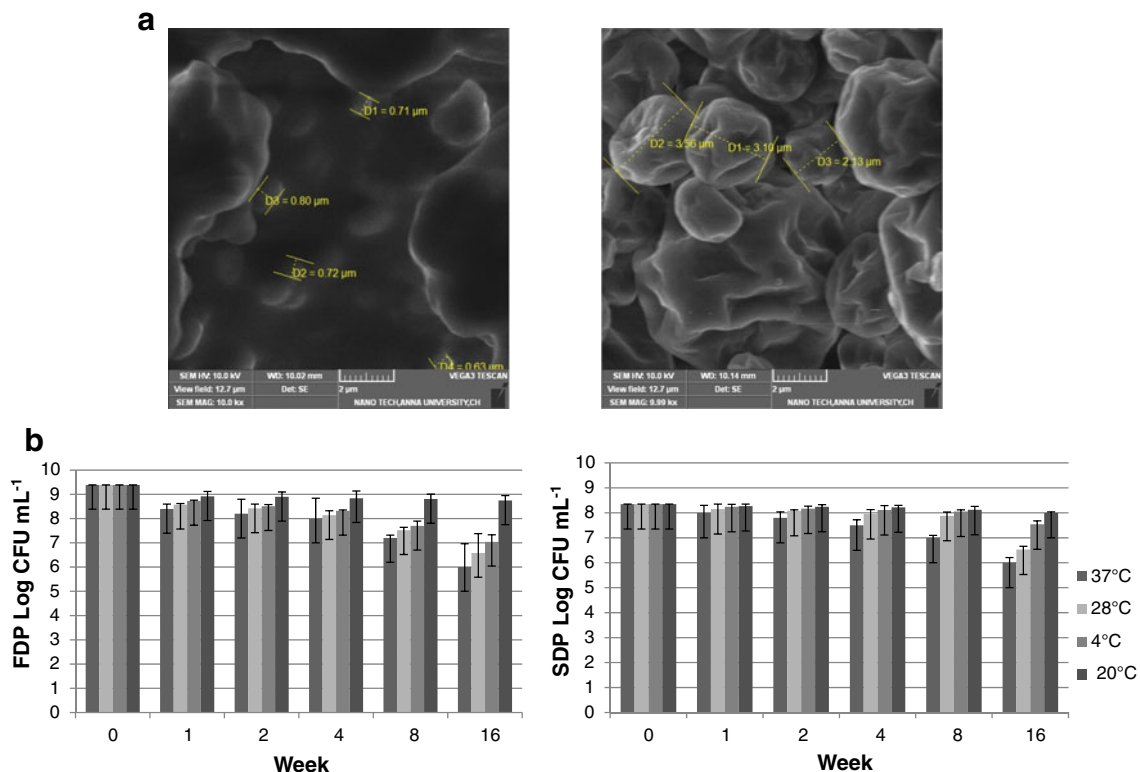 a
D1 = 0.71 µm
D3 = 0.80 µm
D2 = 0.72 µm
D4 = 0.63 µm
SEM HV: 10.0 kV WD: 10.02 mm VEGA3 TESCAN
View field: 12.7 µm Det: SE 2 µm
SEM MAG: 10.0 kx NANO TECH,ANNA UNIVERSITY,CH
D2 = 3.56 µm
D1 = 3.10 µm
D3 = 2.13 µm
SEM HV: 10.0 kV WD: 10.14 mm VEGA3 TESCAN
View field: 12.7 µm Det: SE 2 µm
SEM MAG: 9.99 kx NANO TECH,ANNA UNIVERSITY,CH
b
FDP Log CFU mL⁻¹
10
9
8
7
6
5
4
3
2
1
0
0 1 2 4 8 16
Week
SDP Log CFU mL⁻¹
10
9
8
7
6
5
4
3
2
1
0
0 1 2 4 8 16
Week
37°C
28°C
4°C
20°C